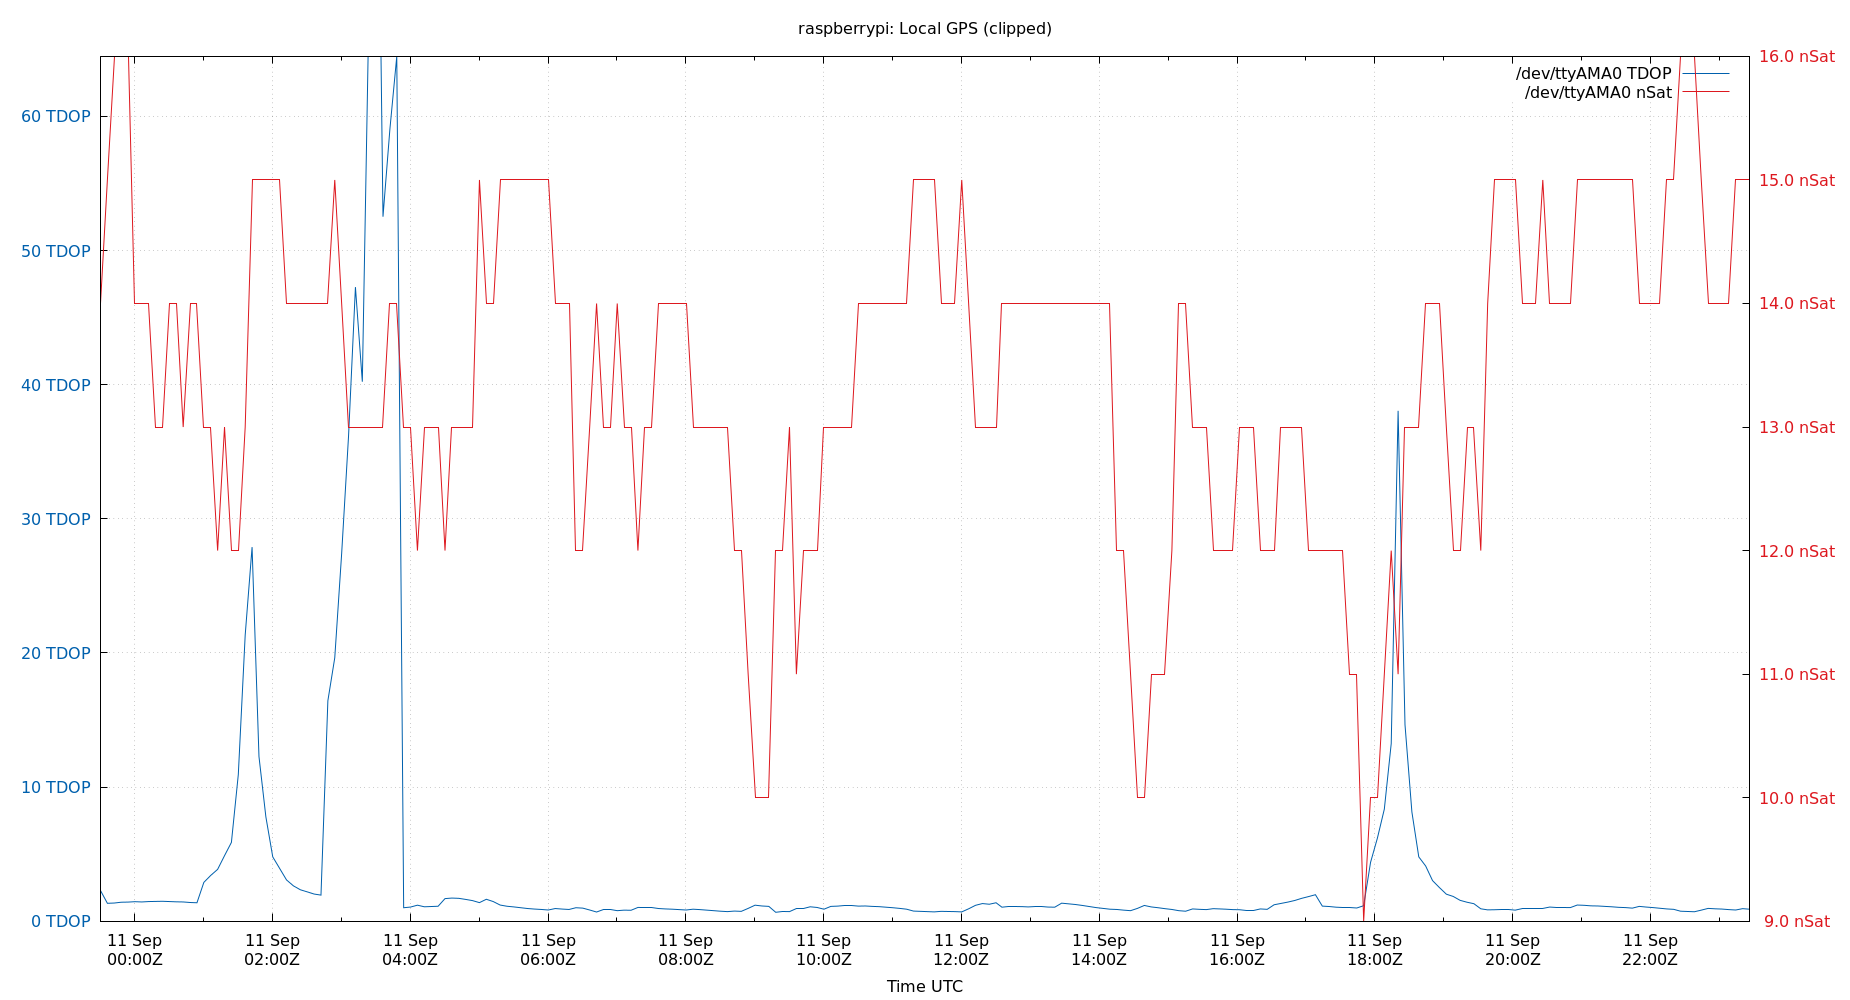 raspberrypi: Local GPS (clipped)
16.0 nSat
/dev/ttyAMA0 TDOP
/dev/ttyAMA0 nSat
60 TDOP
15.0 nSat
50 TDOP
14.0 nSat
40 TDOP
13.0 nSat
30 TDOP
12.0 nSat
20 TDOP
11.0 nSat
10 TDOP
10.0 nSat
0 TDOP
9.0 nSat
11 Sep 11 Sep 11 Sep 11 Sep 11 Sep 11 Sep 11 Sep 11 Sep 11 Sep 11 Sep 11 Sep 11 Sep
00:00Z 02:00Z 04:00Z 06:00Z 08:00Z 10:00Z 12:00Z 14:00Z 16:00Z 18:00Z 20:00Z 22:00Z
Time UTC